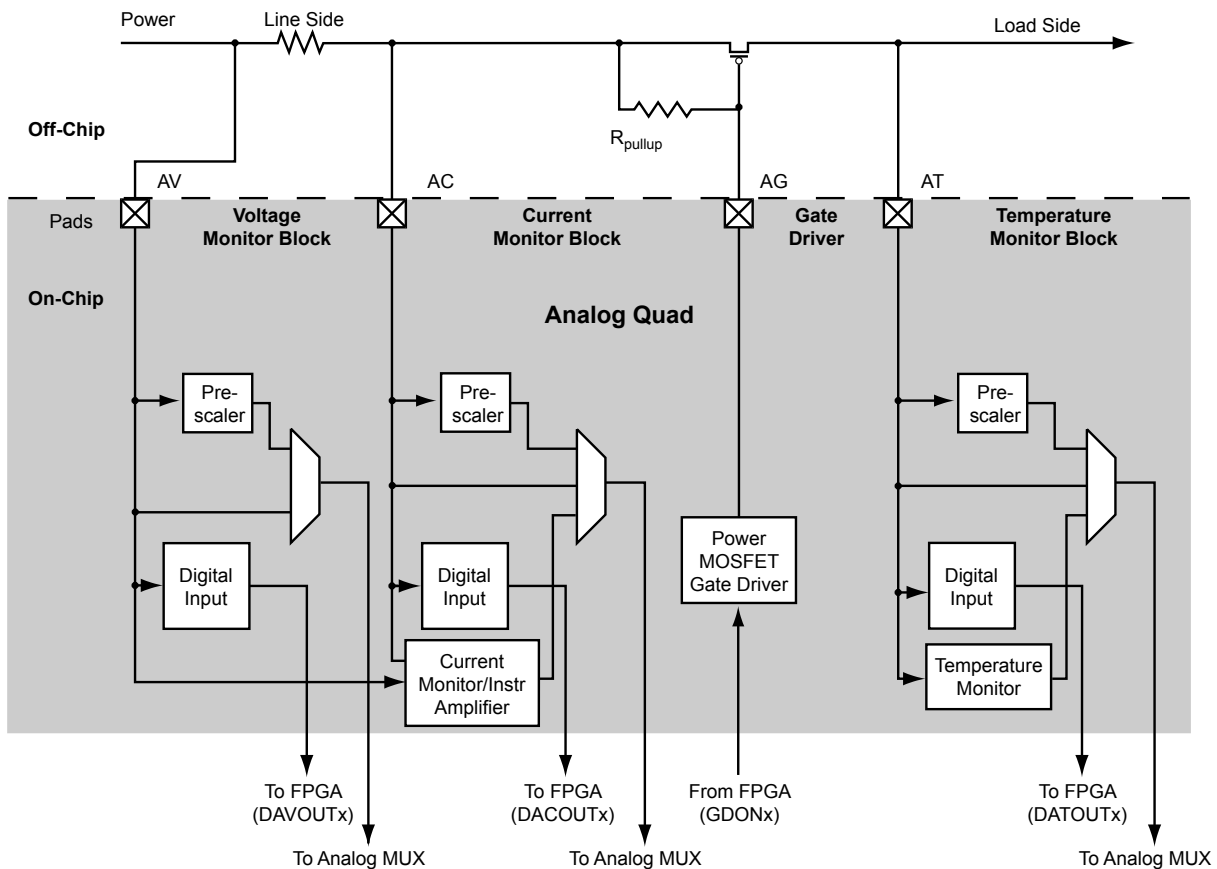 Power
Line Side
Load Side
R pullup
Off-Chip
AV
AC
AG
AT
Pads
Voltage
Monitor Block
Current
Monitor Block
Gate
Driver
Temperature
Monitor Block
On-Chip
Analog Quad
Pre-
scaler
Pre-
scaler
Pre-
scaler
Digital
Input
Digital
Input
Power
MOSFET
Gate Driver
Digital
Input
Current
Monitor/Instr
Amplifier
Temperature
Monitor
To FPGA
(DAVOUTx)
To FPGA
(DACOUTx)
From FPGA
(GDONx)
To FPGA
(DATOUTx)
To Analog MUX
To Analog MUX
To Analog MUX